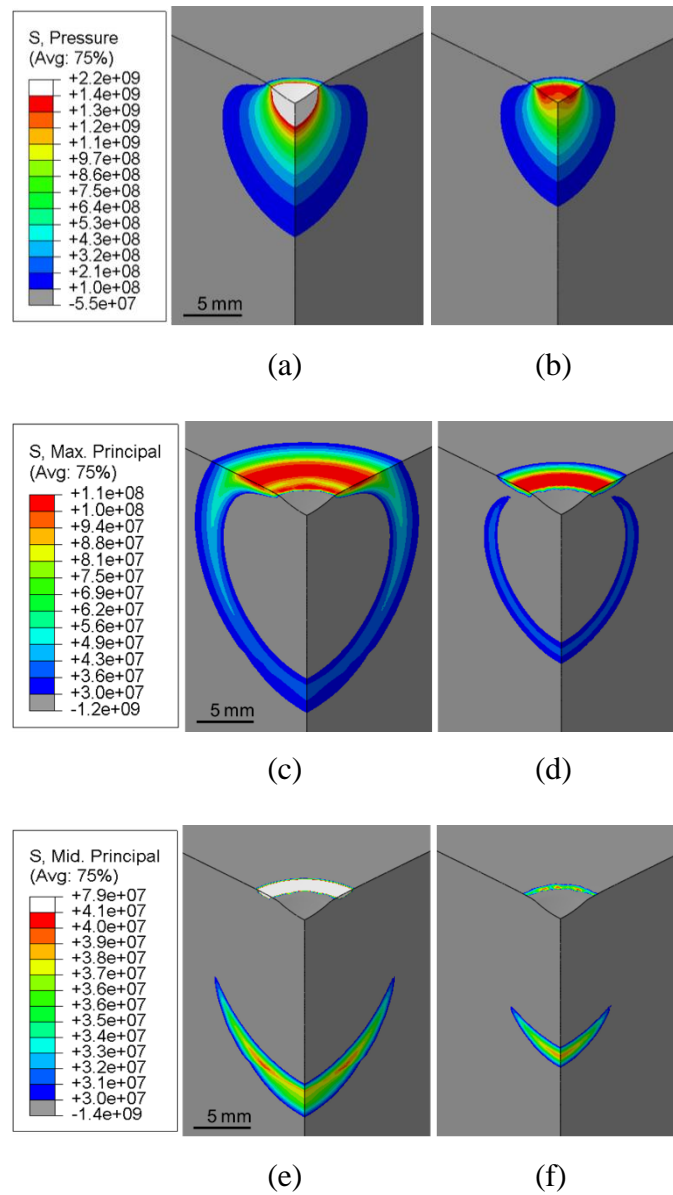 S, Pressure
(Avg: 75%)
+2.2e+09
+1.4e+09
+1.3e+09
+1.2e+09
+1.1e+09
+9.7e+08
+8.6e+08
+7.5e+08
+6.4e+08
+5.3e+08
+4.3e+08
+3.2e+08
+2.1e+08
+1.0e+08
-5.5e+07
5 mm
(a)
(b)
S, Max. Principal
(Avg: 75%)
+1.1e+08
+1.0e+08
+9.4e+07
+8.8e+07
+8.1e+07
+7.5e+07
+6.9e+07
+6.2e+07
+5.6e+07
+4.9e+07
+4.3e+07
+3.6e+07
+3.0e+07
-1.2e+09
5 mm
(c)
(d)
S, Mid. Principal
(Avg: 75%)
+7.9e+07
+4.1e+07
+4.0e+07
+3.9e+07
+3.8e+07
+3.7e+07
+3.6e+07
+3.6e+07
+3.5e+07
+3.4e+07
+3.3e+07
+3.2e+07
+3.1e+07
+3.0e+07
-1.4e+09
5 mm
(e)
(f)